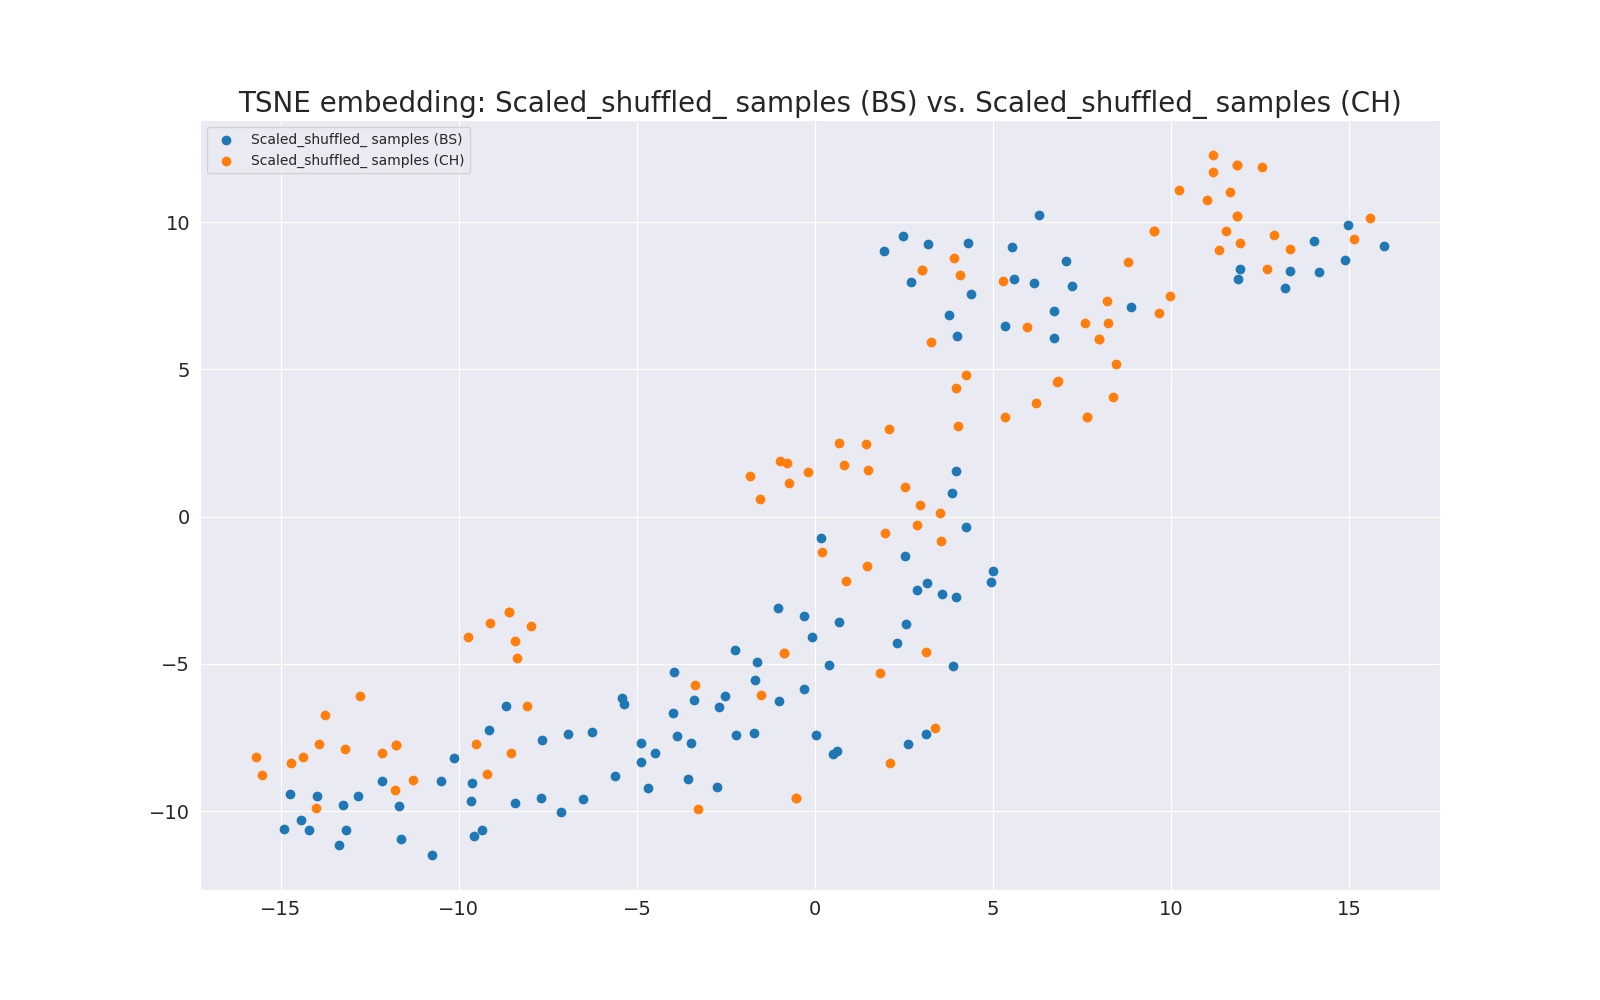 TSNE embedding: Scaled_shuffled_ samples (BS) vs. Scaled_shuffled_ samples (CH)
Scaled_shuffled_ samples (BS)
Scaled_shuffled_ samples (CH)
10
5
0
−5
−10
−15 −10 −5 0 5 10 15